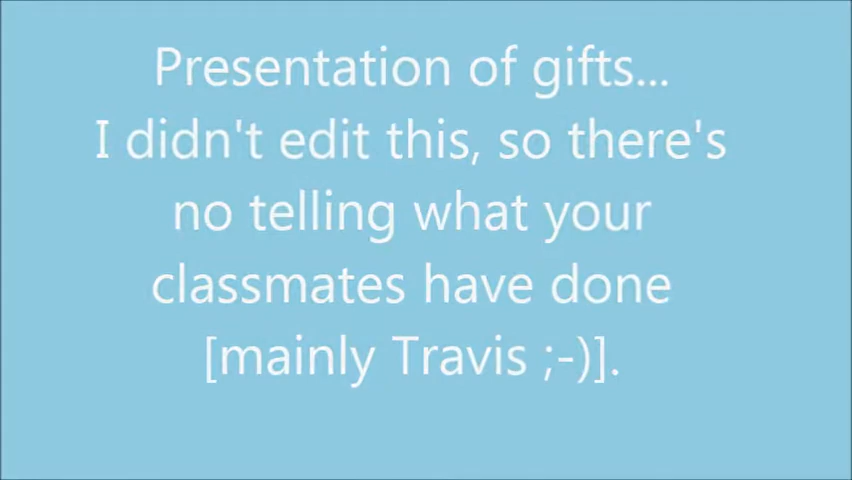 Presentation of gifts...
I didn't edit this, so there's
no telling what your
classmates have done
[mainly Travis ;-)].